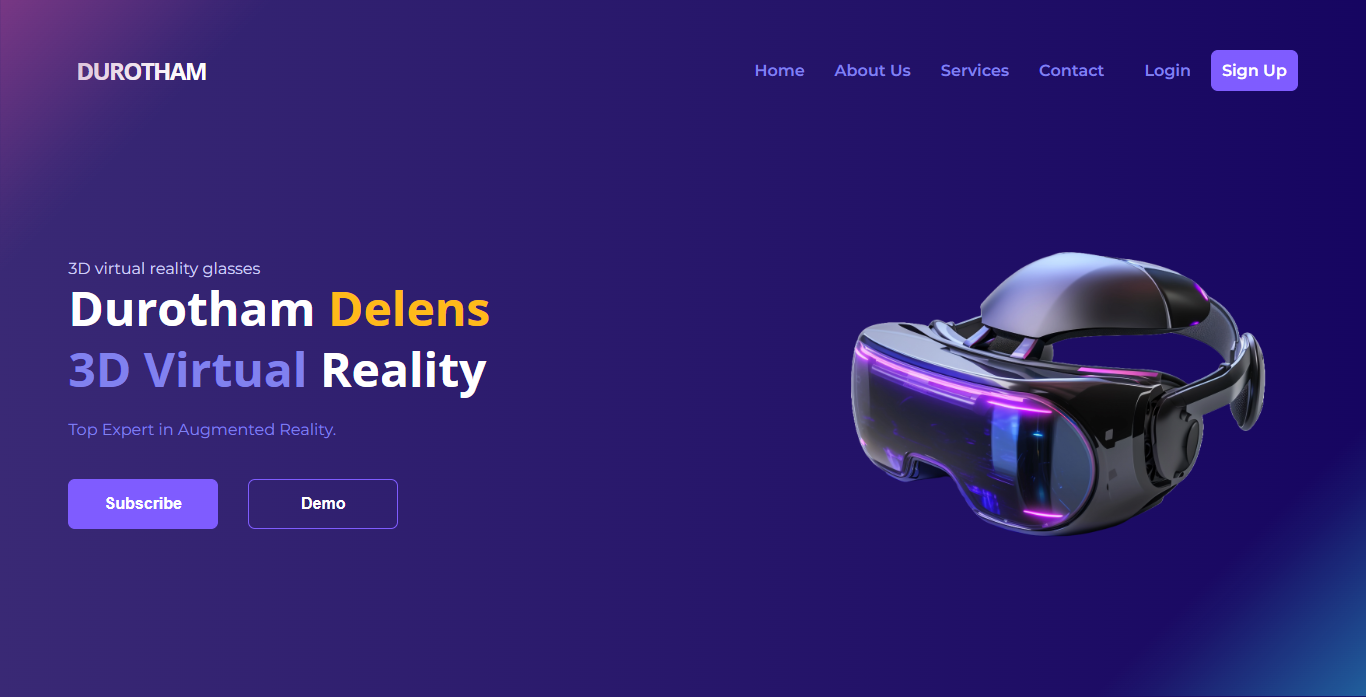 DUROTHAM
Home About Us Services Contact Login Sign Up
3D virtual reality glasses
Durotham Delens
3D Virtual Reality
Top Expert in Augmented Reality.
Subscribe Demo